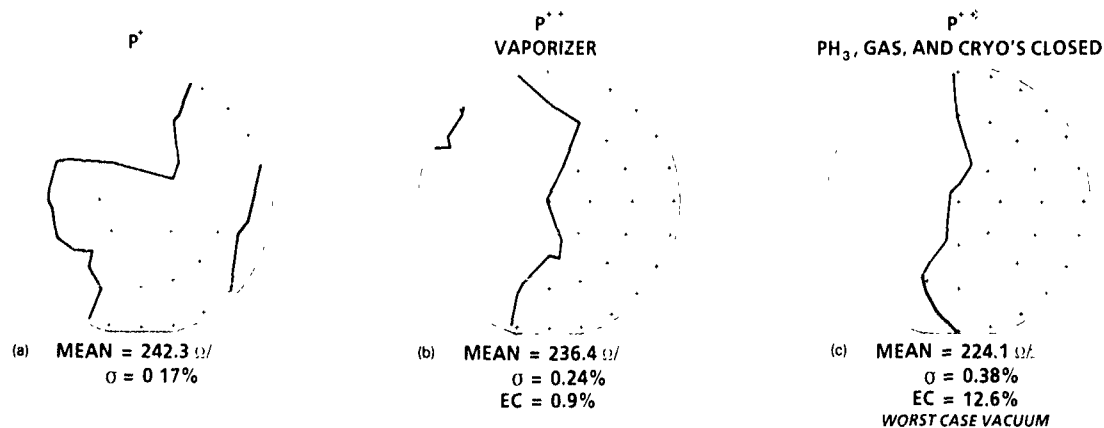 P⁺
P⁺⁺
VAPORIZER
P⁺⁺
PH₃, GAS, AND CRYO'S CLOSED
(a) MEAN = 242.3 Ω/
σ = 0 17%
(b) MEAN = 236.4 Ω/
σ = 0.24%
EC = 0.9%
(c) MEAN = 224.1 Ω/
σ = 0.38%
EC = 12.6%
WORST CASE VACUUM